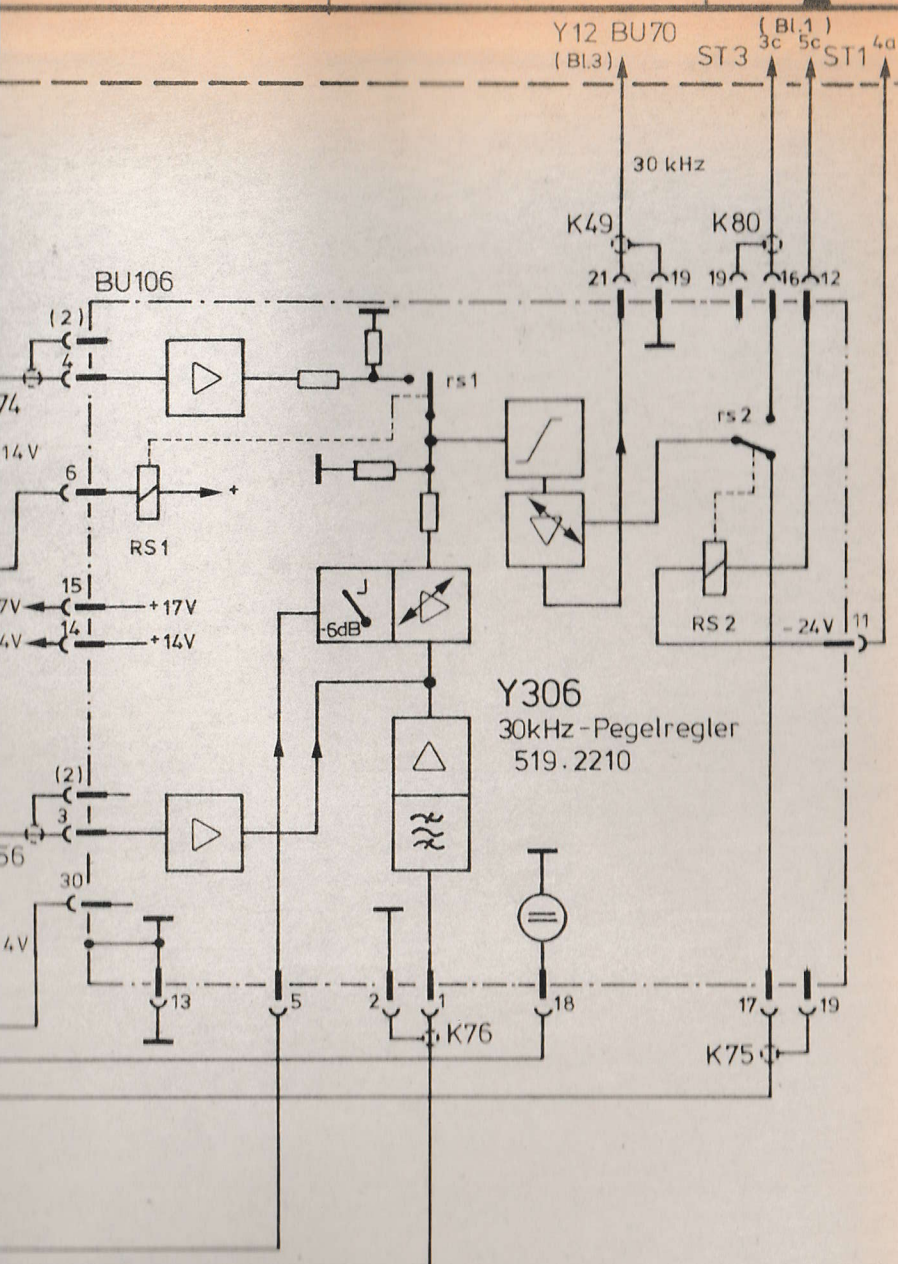 Y12 BU70
(Bl.3)
(Bl.1)
ST3
3c
5c
ST1
4a
30 kHz
K49
K80
21
19
19
16
12
BU106
(2)
4
74
rs1
rs2
14V
6
+
RS1
15
7V
+17V
14
4V
+14V
-6dB
RS2
-24V
11
Y306
30kHz-Pegelregler
519.2210
(2)
3
56
30
4V
13
5
2
1
18
17
19
K76
K75